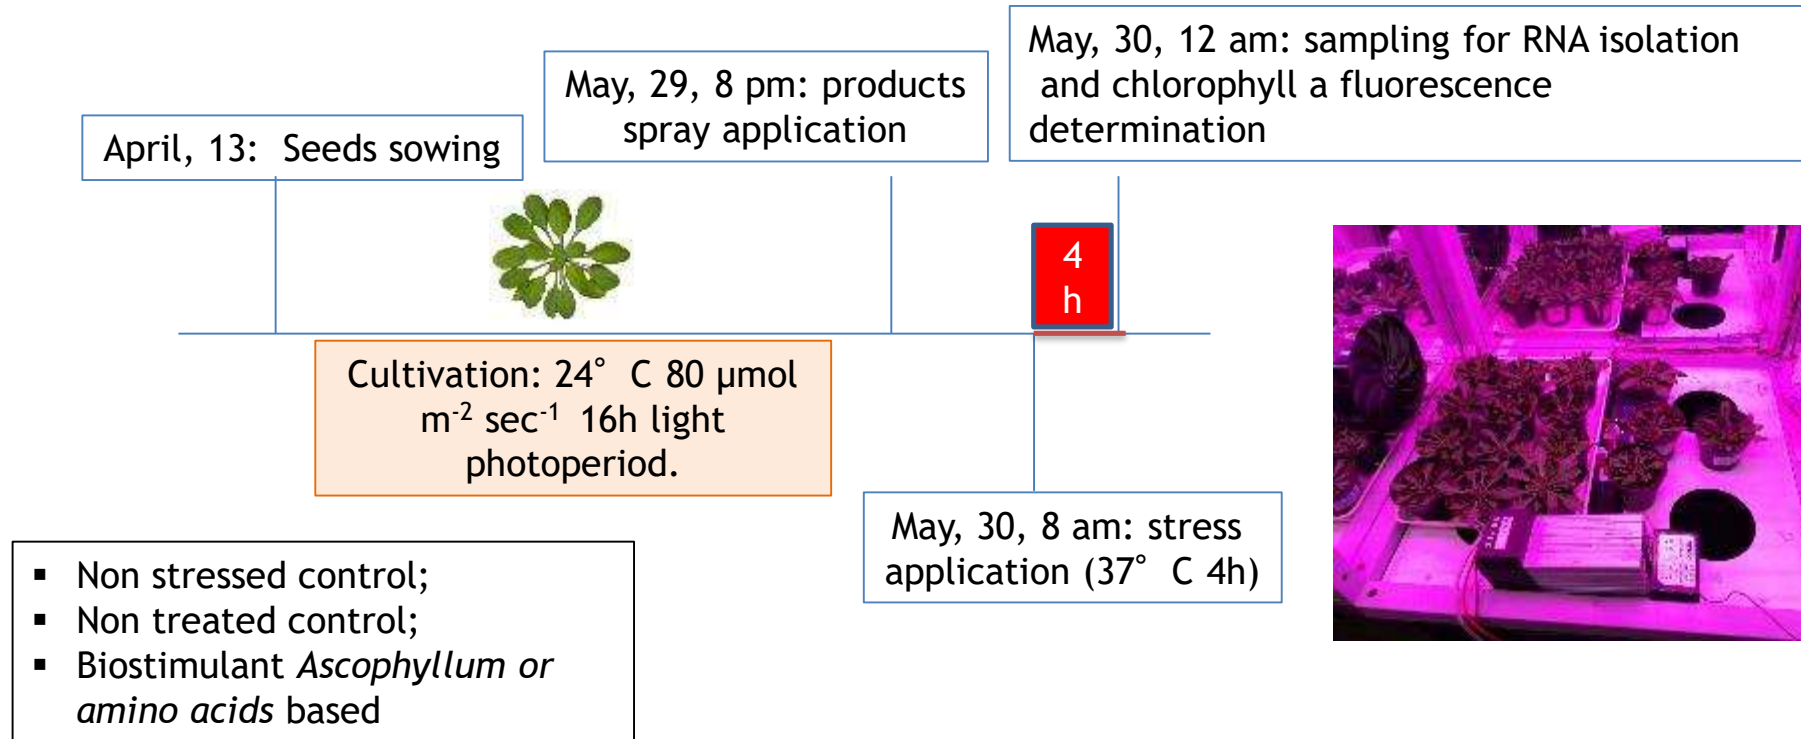 April, 13:  Seeds sowing
May, 29, 8 pm: products
spray application
May, 30, 12 am: sampling for RNA isolation
and chlorophyll a fluorescence
determination
4
h
Cultivation: 24° C 80 µmol
m⁻² sec⁻¹ 16h light
photoperiod.
May, 30, 8 am: stress
application (37° C 4h)
▪ Non stressed control;
▪ Non treated control;
▪ Biostimulant Ascophyllum or
amino acids based